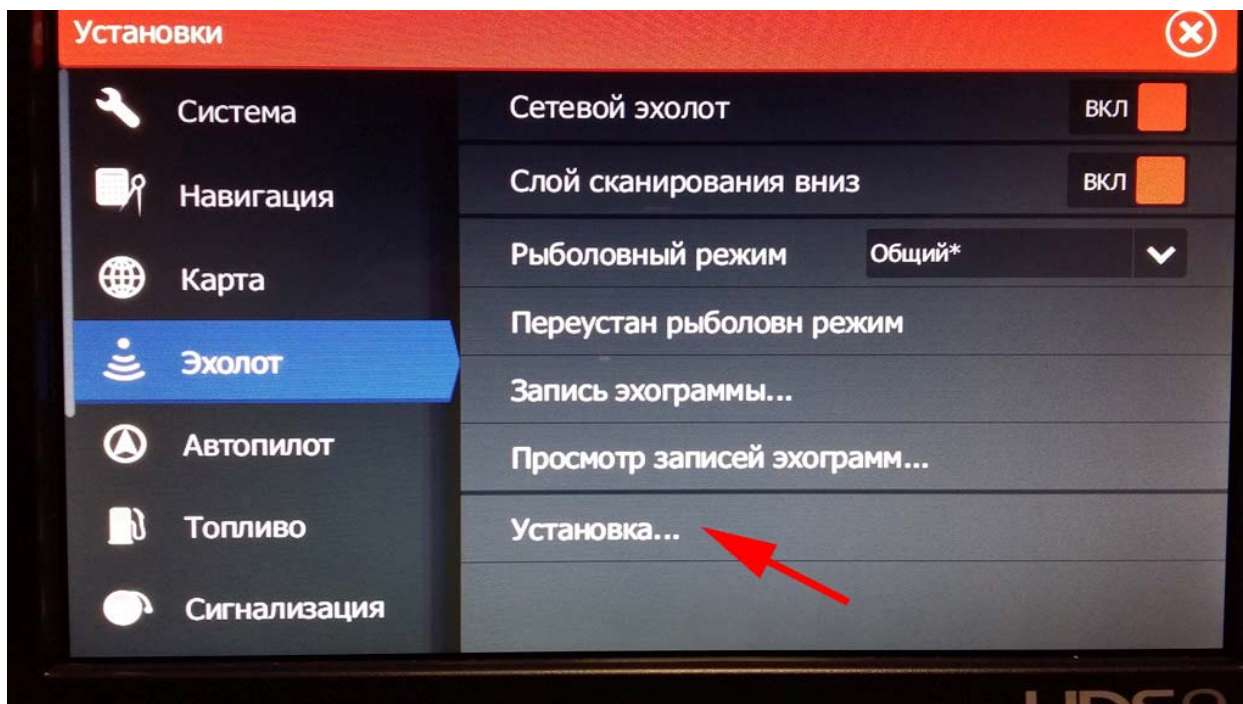 Установки
Система
Навигация
Карта
Эхолот
Автопилот
Топливо
Сигнализация
Сетевой эхолот ВКЛ
Слой сканирования вниз ВКЛ
Рыболовный режим Общий*
Переустан рыболовн режим
Запись эхограммы...
Просмотр записей эхограмм...
Установка...